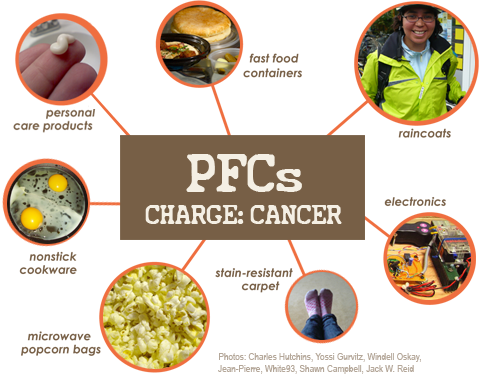 fast food
containers
personal
care products
raincoats
PFCs
CHARGE: CANCER
electronics
nonstick
cookware
stain-resistant
carpet
microwave
popcorn bags
Photos: Charles Hutchins, Yossi Gurvitz, Windell Oskay,
Jean-Pierre, White93, Shawn Campbell, Jack W. Reid